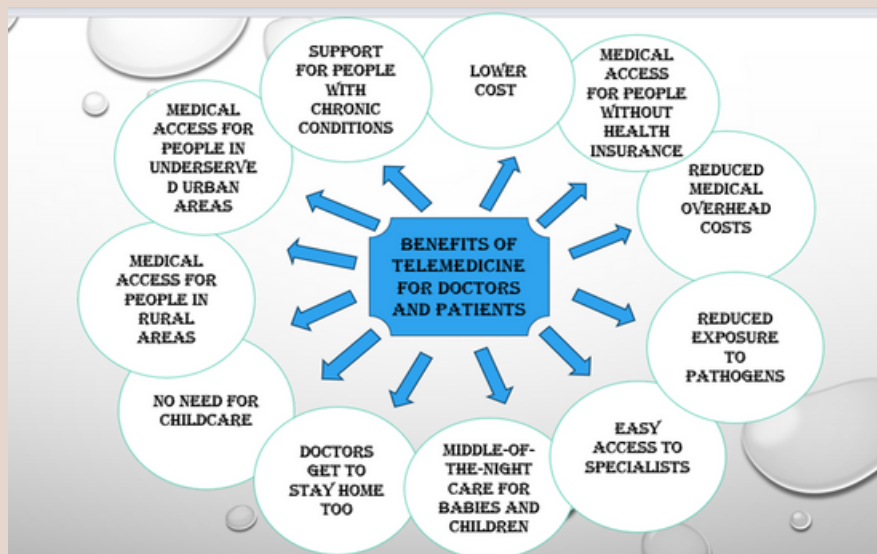 BENEFITS OF
TELEMEDICINE
FOR DOCTORS
AND PATIENTS
LOWER
COST
MEDICAL
ACCESS
FOR PEOPLE
WITHOUT
HEALTH
INSURANCE
REDUCED
MEDICAL
OVERHEAD
COSTS
REDUCED
EXPOSURE
TO
PATHOGENS
EASY
ACCESS TO
SPECIALISTS
MIDDLE-OF-
THE-NIGHT
CARE FOR
BABIES AND
CHILDREN
DOCTORS
GET TO
STAY HOME
TOO
NO NEED FOR
CHILDCARE
MEDICAL
ACCESS FOR
PEOPLE IN
RURAL
AREAS
MEDICAL
ACCESS FOR
PEOPLE IN
UNDERSERVE
D URBAN
AREAS
SUPPORT
FOR PEOPLE
WITH
CHRONIC
CONDITIONS